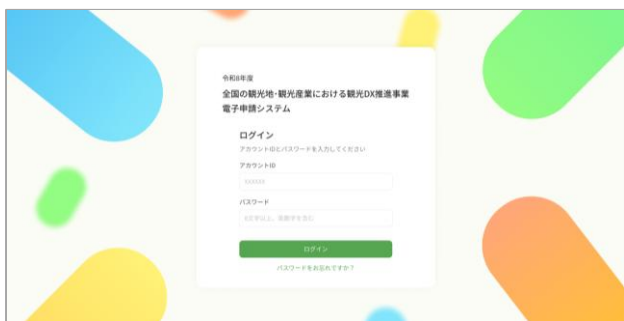 令和8年度
全国の観光地・観光産業における観光DX推進事業
電子申請システム
ログイン
アカウントIDとパスワードを入力してください
アカウントID
xxxxxx
パスワード
ログイン
パスワードをお忘れですか？